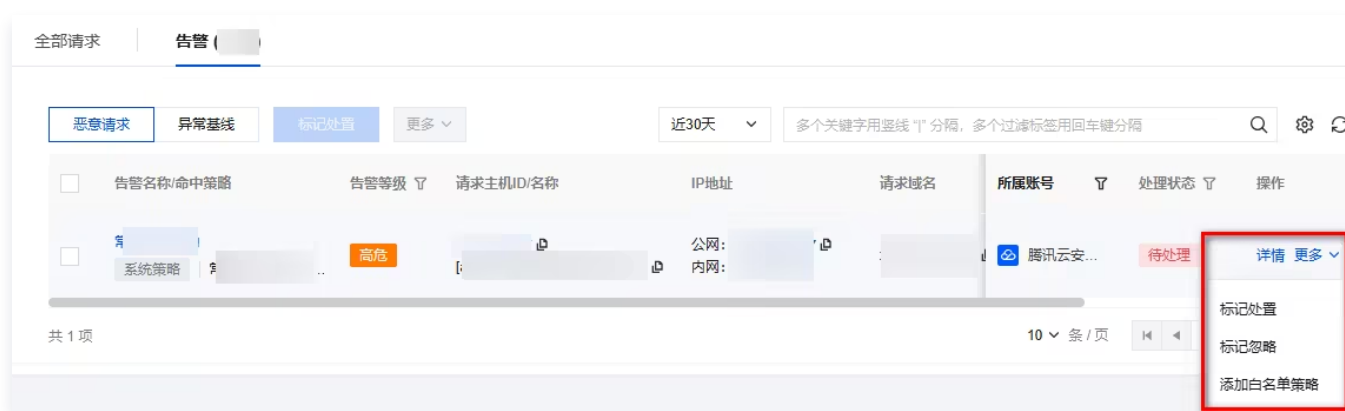 全部请求 告警 (
恶意请求 异常基线 标记处置 更多 近30天 多个关键字用竖线 "|" 分隔，多个过滤标签用回车键分隔
告警名称/命中策略 告警等级 请求主机ID/名称 IP地址 请求域名 所属账号 处理状态 操作
高危 公网: 腾讯云安... 待处理 详情 更多
系统策略 内网:
标记处置
共 1 项 10 条 / 页
标记忽略
添加白名单策略